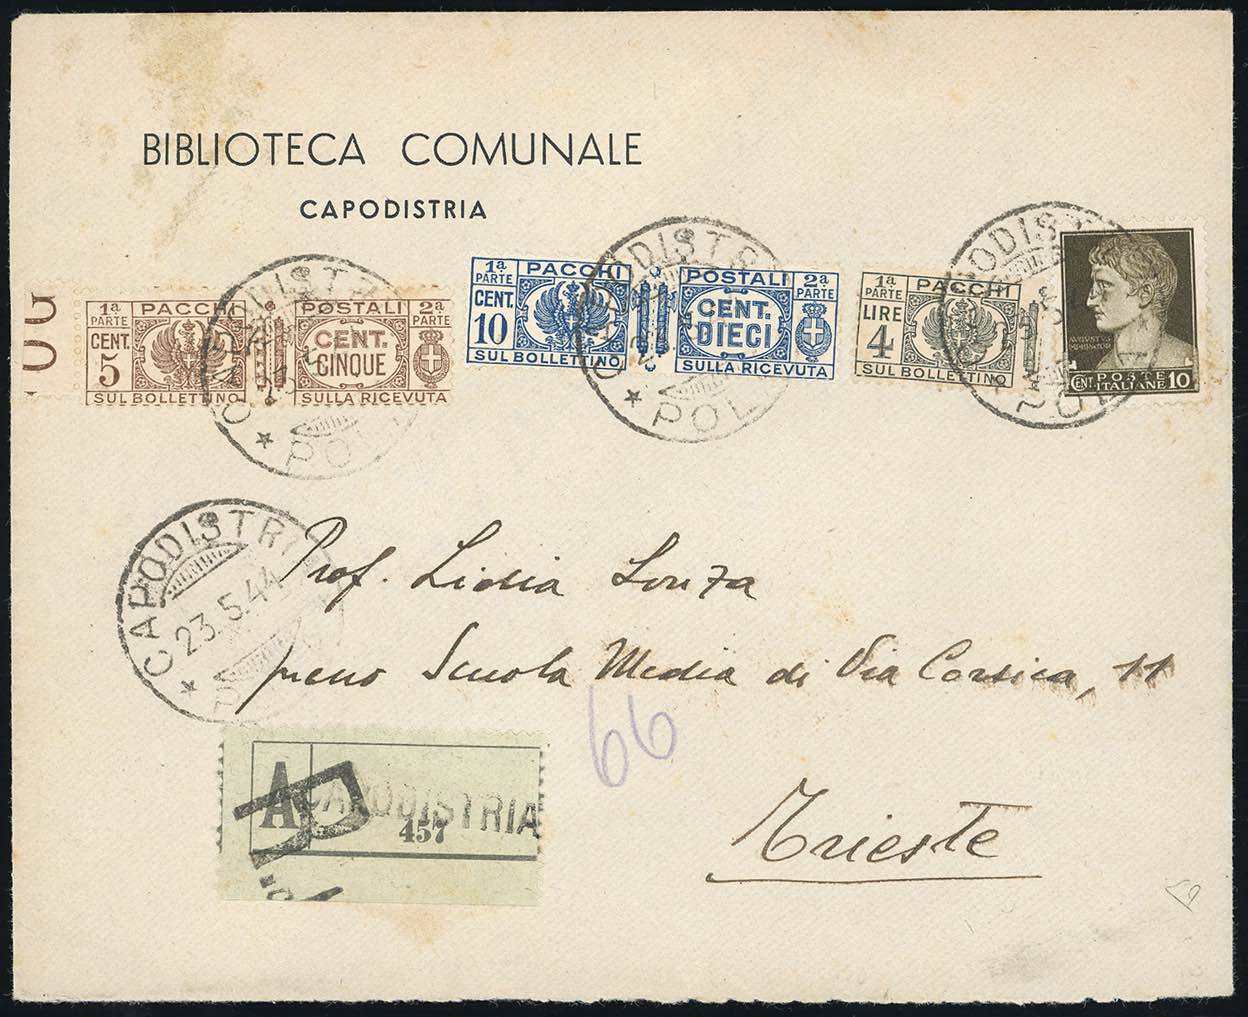 BIBLIOTECA COMUNALE
CAPODISTRIA
1ª PARTE PACCHI POSTALI 2ª PARTE
CENT. 5 CENT. CINQUE
SUL BOLLETTINO SULLA RICEVUTA
1ª PARTE PACCHI POSTALI 2ª PARTE
CENT. 10 CENT. DIECI
SUL BOLLETTINO SULLA RICEVUTA
1ª PARTE PACCHI
LIRE 4
SUL BOLLETTINO
CENT. POSTE ITALIANE 10
CAPODISTRI
23.5.44
Prof. Lidia Lonza
presso Scuola Media di Via Corsica, 11
66
Trieste
A CAPODISTRIA
457